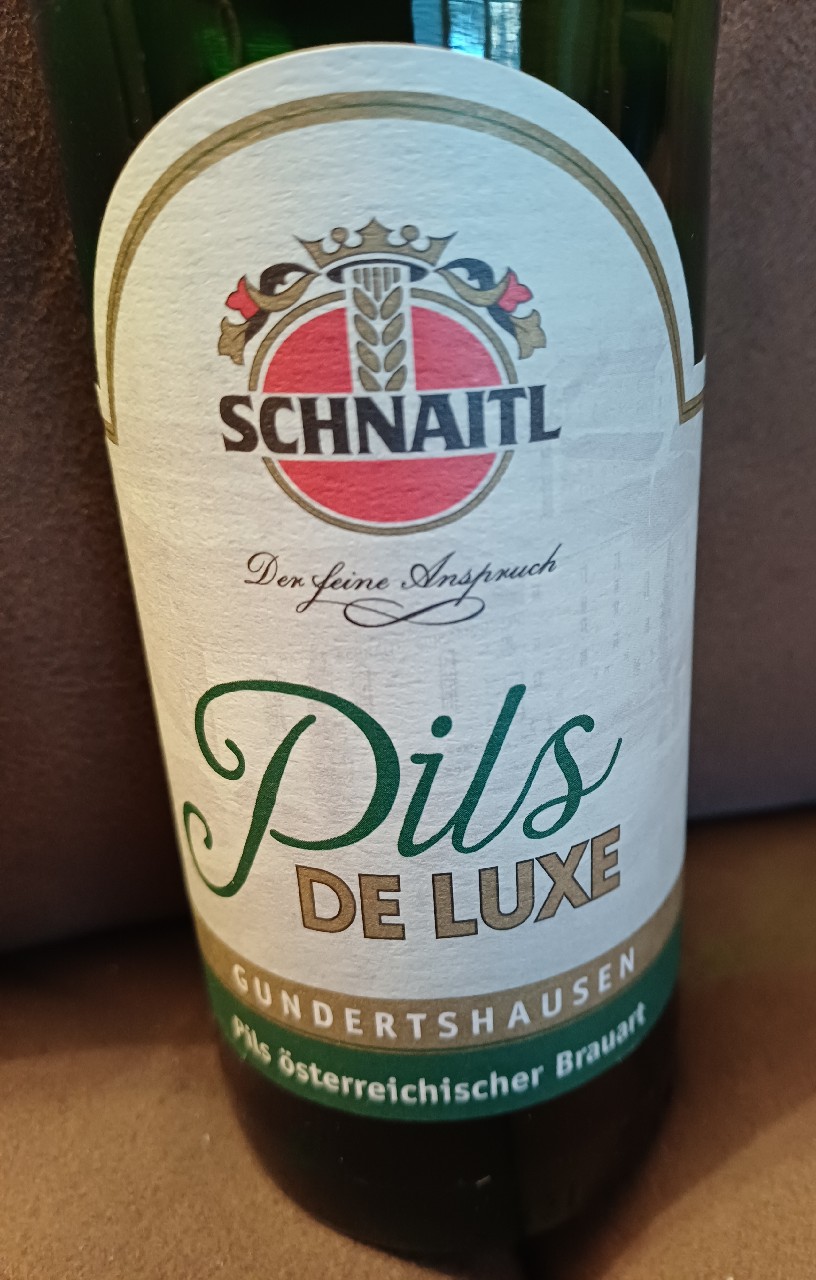 SCHNAITL
Der feine Anspruch
Pils
DE LUXE
GUNDERTSHAUSEN
Pils österreichischer Brauart